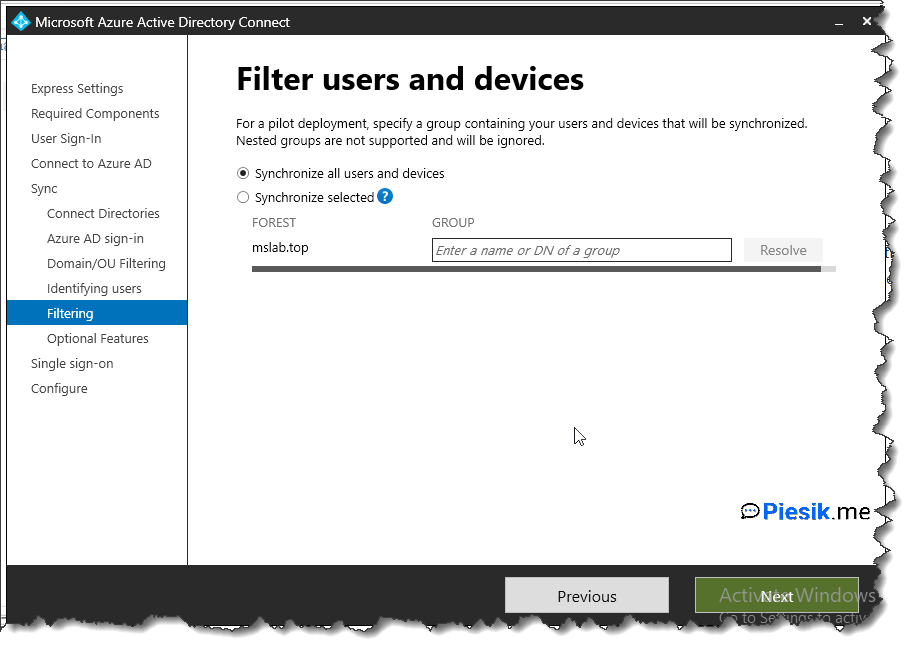 Microsoft Azure Active Directory Connect
Express Settings
Required Components
User Sign-In
Connect to Azure AD
Sync
Connect Directories
Azure AD sign-in
Domain/OU Filtering
Identifying users
Filtering
Optional Features
Single sign-on
Configure
Filter users and devices
For a pilot deployment, specify a group containing your users and devices that will be synchronized.
Nested groups are not supported and will be ignored.
Synchronize all users and devices
Synchronize selected ?
FOREST GROUP
mslab.top Enter a name or DN of a group Resolve
Piesik.me
Previous Next
Activate Windows
Go to Settings to activ